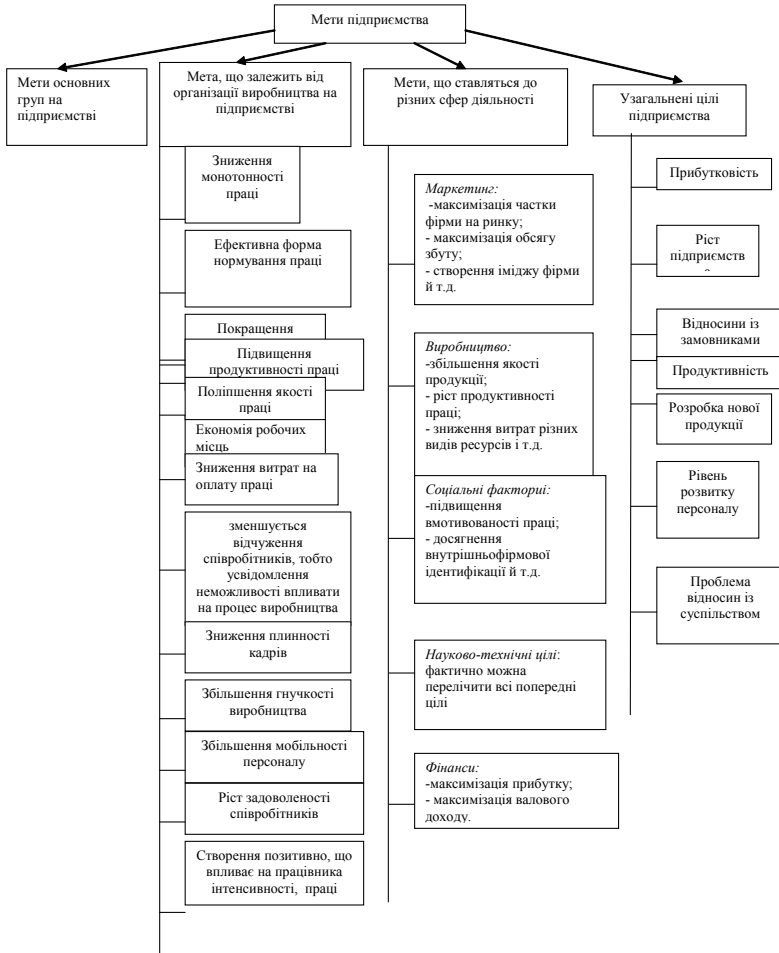 Мети підприємства
Мети основних
груп на
підприємстві
Мета, що залежить від
організації виробництва на
підприємстві
Зниження
монотонності
праці
Ефективна форма
нормування праці
Покращення
Підвищення
продуктивності праці
Поліпшення якості
праці
Економія робочих
місць
Зниження витрат на
оплату праці
зменшується
відчуження
співробітників, тобто
усвідомлення
неможливості впливати
на процес виробництва
Зниження плинності
кадрів
Збільшення гнучкості
виробництва
Збільшення мобільності
персоналу
Ріст задоволеності
співробітників
Створення позитивно, що
впливає на працівника
інтенсивності, праці
Мети, що ставляться до
різних сфер діяльності
Маркетинг:
-максимізація частки
фірми на ринку;
- максимізація обсягу
збуту;
- створення іміджу фірми
й т.д.
Виробництво:
-збільшення якості
продукції;
- ріст продуктивності
праці;
- зниження витрат різних
видів ресурсів і т.д.
Соціальні факториі:
-підвищення
вмотивованості праці;
- досягнення
внутрішньофірмової
ідентифікації й т.д.
Науково-технічні цілі:
фактично можна
перелічити всі попередні
цілі
Фінанси:
-максимізація прибутку;
- максимізація валового
доходу.
Узагальнені цілі
підприємства
Прибутковість
Ріст
підприємств
Відносини із
замовниками
Продуктивність
Розробка нової
продукції
Рівень
розвитку
персоналу
Проблема
відносин із
суспільством